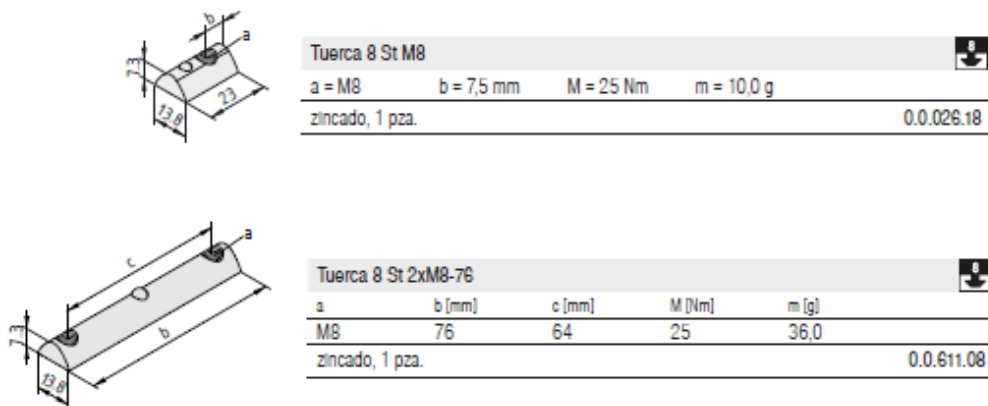 b
a
7.3
13.8
23
Tuerca 8 St M8
8
a = M8 b = 7,5 mm M = 25 Nm m = 10,0 g
zincado, 1 pza. 0.0.026.18
c
a
b
7.3
13.8
Tuerca 8 St 2xM8-76
8
a b [mm] c [mm] M [Nm] m [g]
M8 76 64 25 36,0
zincado, 1 pza. 0.0.611.08